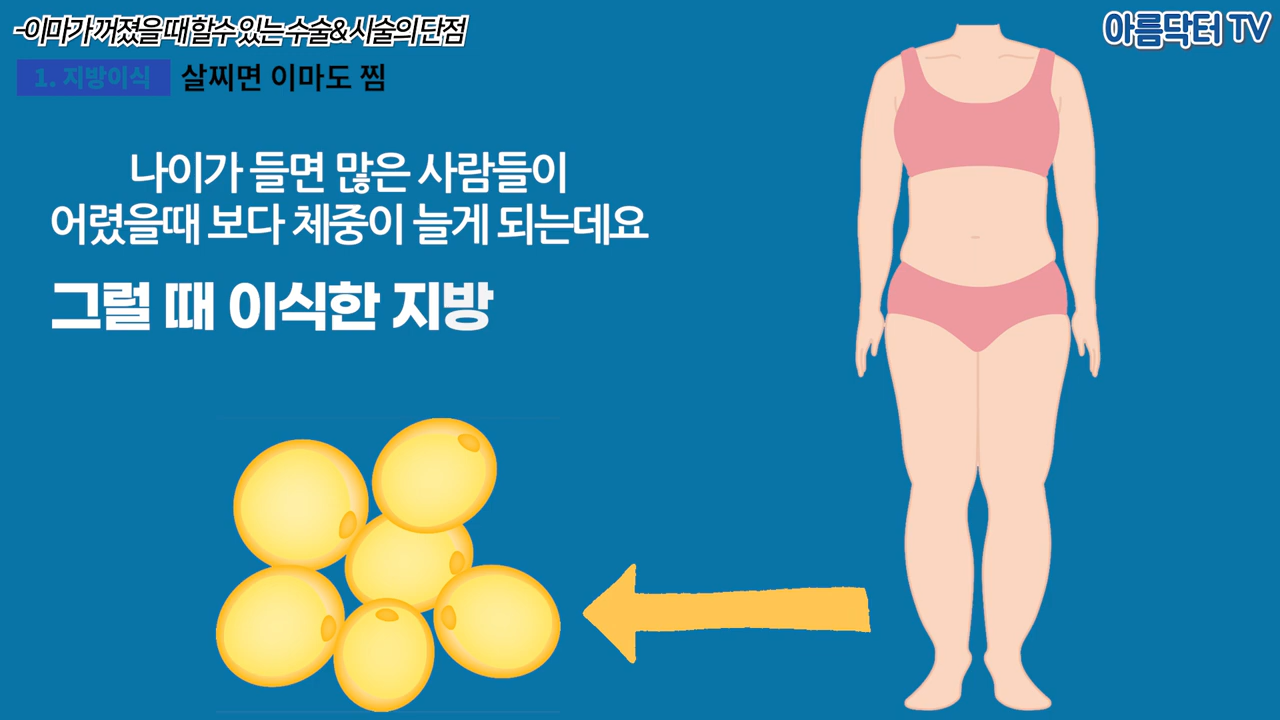 -이마가 꺼졌을 때 할수 있는 수술& 시술의 단점
아름닥터 TV
1. 지방이식 살찌면 이마도 찜
나이가 들면 많은 사람들이
어렸을때 보다 체중이 늘게 되는데요
그럴 때 이식한 지방